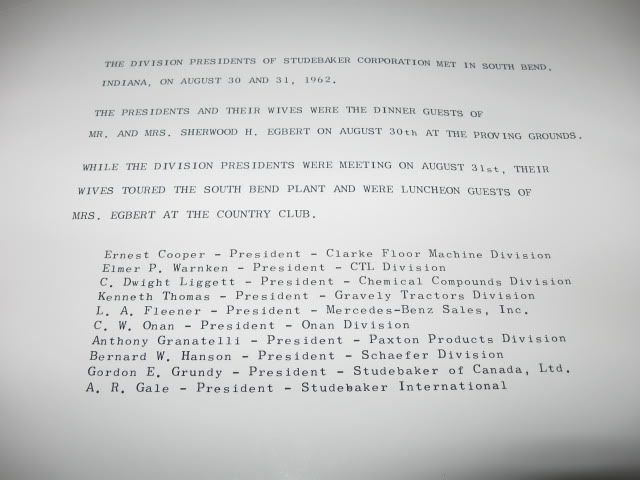 THE DIVISION PRESIDENTS OF STUDEBAKER CORPORATION MET IN SOUTH BEND,
INDIANA, ON AUGUST 30 AND 31, 1962.
THE PRESIDENTS AND THEIR WIVES WERE THE DINNER GUESTS OF
MR. AND MRS. SHERWOOD H. EGBERT ON AUGUST 30th AT THE PROVING GROUNDS.
WHILE THE DIVISION PRESIDENTS WERE MEETING ON AUGUST 31st, THEIR
WIVES TOURED THE SOUTH BEND PLANT AND WERE LUNCHEON GUESTS OF
MRS. EGBERT AT THE COUNTRY CLUB.
Ernest Cooper - President - Clarke Floor Machine Division
Elmer P. Warnken - President - CTL Division
C. Dwight Liggett - President - Chemical Compounds Division
Kenneth Thomas - President - Gravely Tractors Division
L. A. Fleener - President - Mercedes-Benz Sales, Inc.
C. W. Onan - President - Onan Division
Anthony Granatelli - President - Paxton Products Division
Bernard W. Hanson - President - Schaefer Division
Gordon E. Grundy - President - Studebaker of Canada, Ltd.
A. R. Gale - President - Studebaker International